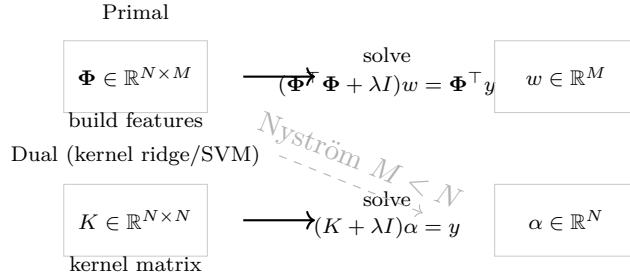 Primal
solve
Φ ∈ ℝ^{N×M}
(Φ^⊤Φ + λI)w = Φ^⊤y
w ∈ ℝ^M
build features
Dual (kernel ridge/SVM)
Nyström M < N
solve
K ∈ ℝ^{N×N}
(K + λI)α = y
α ∈ ℝ^N
kernel matrix